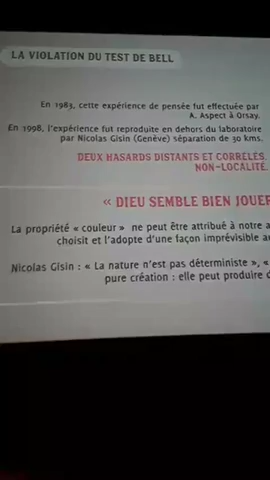 LA VIOLATION DU TEST DE BELL
En 1983, cette expérience de pensée fut effectuée par
A. Aspect à Orsay.
En 1998, l'expérience fut reproduite en dehors du laboratoire
par Nicolas Gisin (Genève) séparation de 30 kms.
DEUX HASARDS DISTANTS ET CORRÉLÉS.
NON-LOCALITÉ.
« DIEU SEMBLE BIEN JOUER
La propriété « couleur » ne peut être attribué à notre
choisit et l'adopte d'une façon imprévisible
Nicolas Gisin : « La nature n'est pas déterministe », «
pure création : elle peut produire